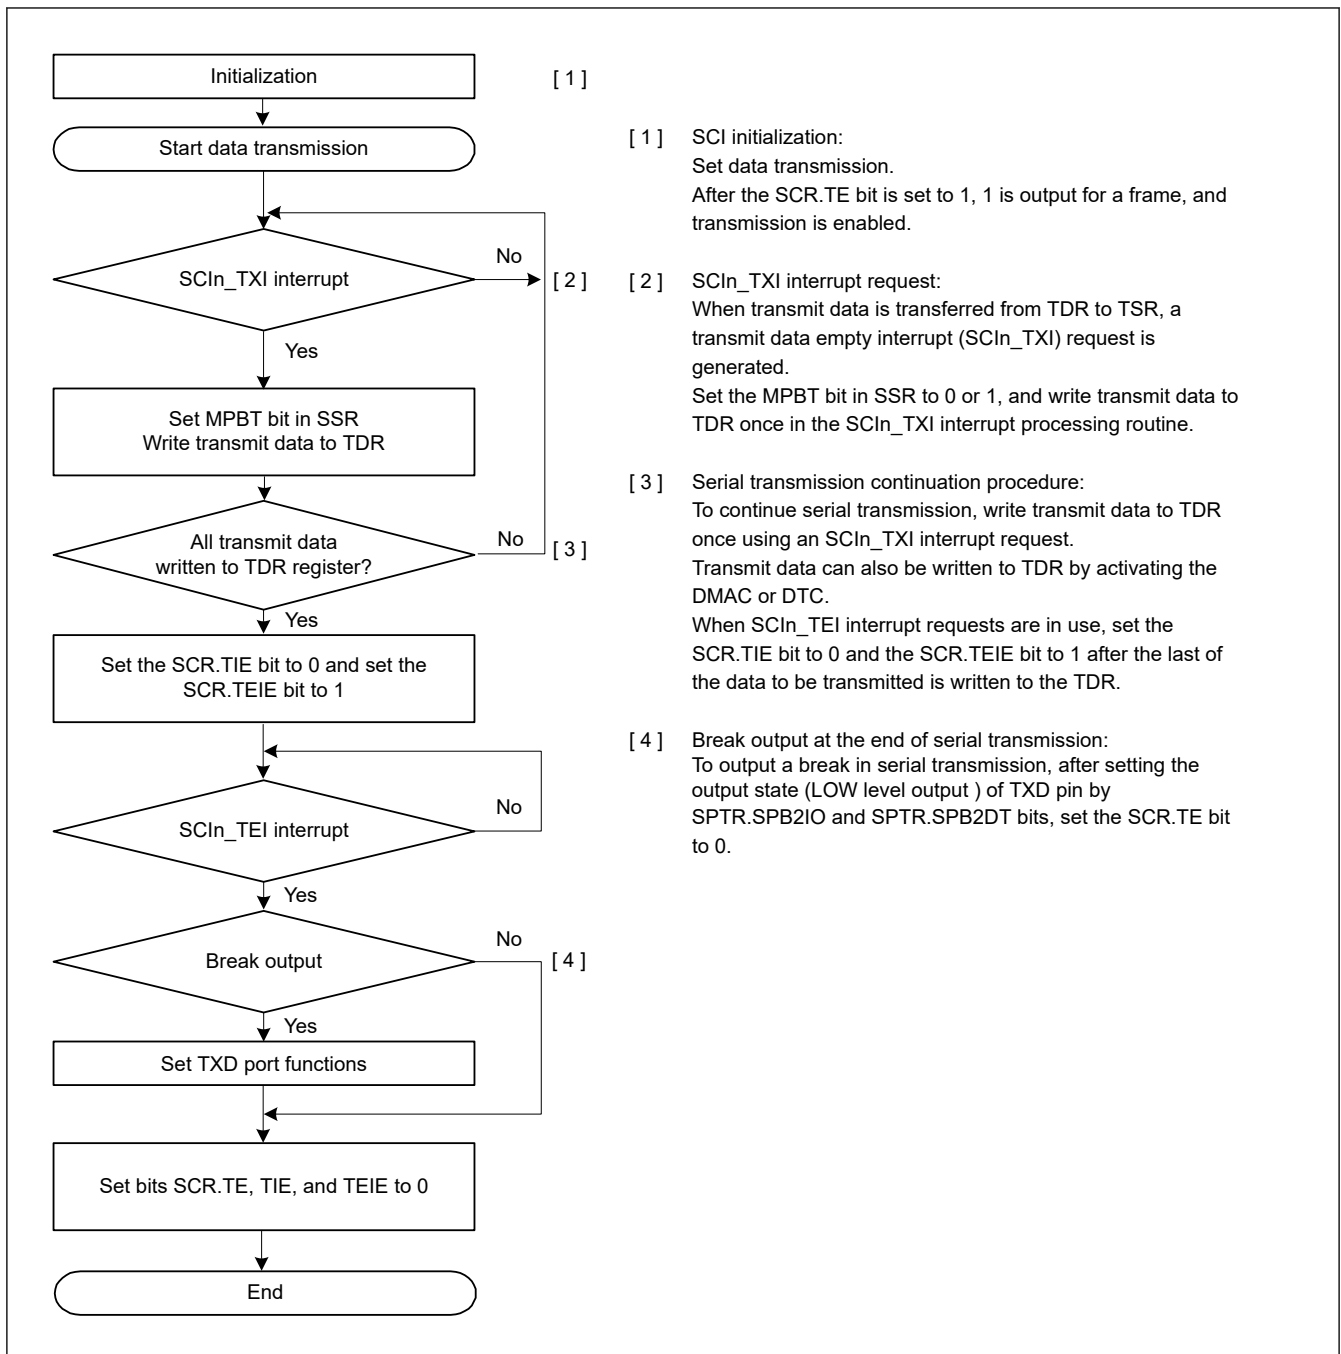 Initialization
[ 1 ]
Start data transmission
SCIn_TXI interrupt
No
[ 2 ]
Yes
Set MPBT bit in SSR
Write transmit data to TDR
All transmit data
written to TDR register?
No
[ 3 ]
Yes
Set the SCR.TIE bit to 0 and set the
SCR.TEIE bit to 1
SCIn_TEI interrupt
No
Yes
Break output
No
[ 4 ]
Yes
Set TXD port functions
Set bits SCR.TE, TIE, and TEIE to 0
End
[ 1 ] SCI initialization:
Set data transmission.
After the SCR.TE bit is set to 1, 1 is output for a frame, and
transmission is enabled.
[ 2 ] SCIn_TXI interrupt request:
When transmit data is transferred from TDR to TSR, a
transmit data empty interrupt (SCIn_TXI) request is
generated.
Set the MPBT bit in SSR to 0 or 1, and write transmit data to
TDR once in the SCIn_TXI interrupt processing routine.
[ 3 ] Serial transmission continuation procedure:
To continue serial transmission, write transmit data to TDR
once using an SCIn_TXI interrupt request.
Transmit data can also be written to TDR by activating the
DMAC or DTC.
When SCIn_TEI interrupt requests are in use, set the
SCR.TIE bit to 0 and the SCR.TEIE bit to 1 after the last of
the data to be transmitted is written to the TDR.
[ 4 ] Break output at the end of serial transmission:
To output a break in serial transmission, after setting the
output state (LOW level output ) of TXD pin by
SPTR.SPB2IO and SPTR.SPB2DT bits, set the SCR.TE bit
to 0.